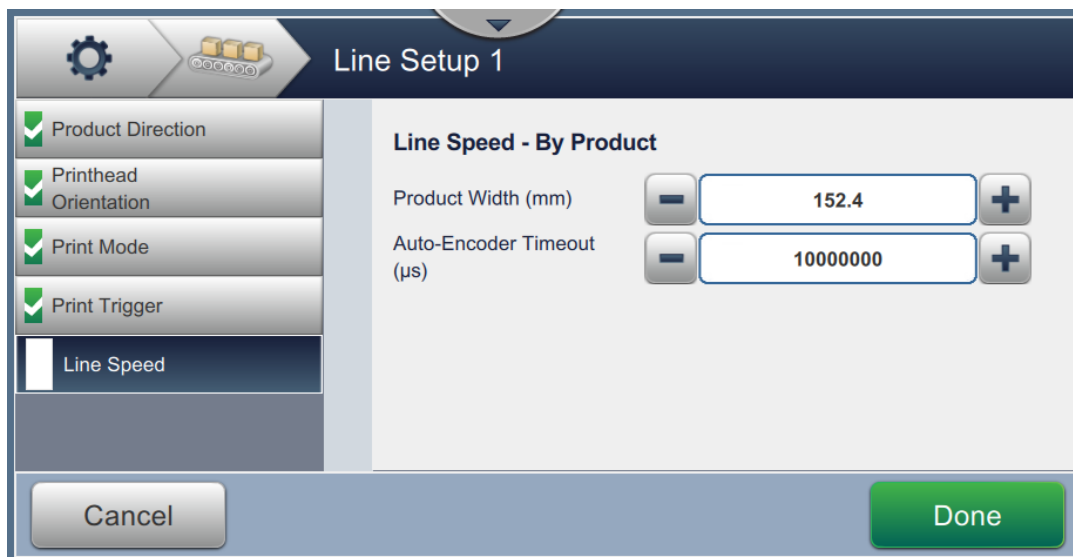 Line Setup 1
Product Direction
Printhead
Orientation
Print Mode
Print Trigger
Line Speed
Line Speed - By Product
Product Width (mm)
152.4
Auto-Encoder Timeout
(µs)
10000000
Cancel
Done